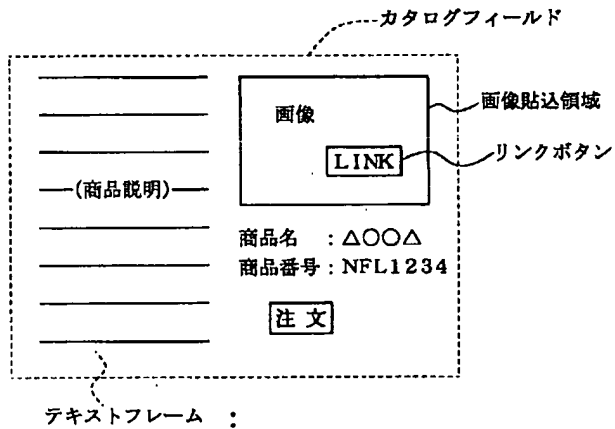 カタログフィールド
画像貼込領域
画像
リンクボタン
LINK
(商品説明)
商品名 :△○○△
商品番号:NFL1234
注文
テキストフレーム :